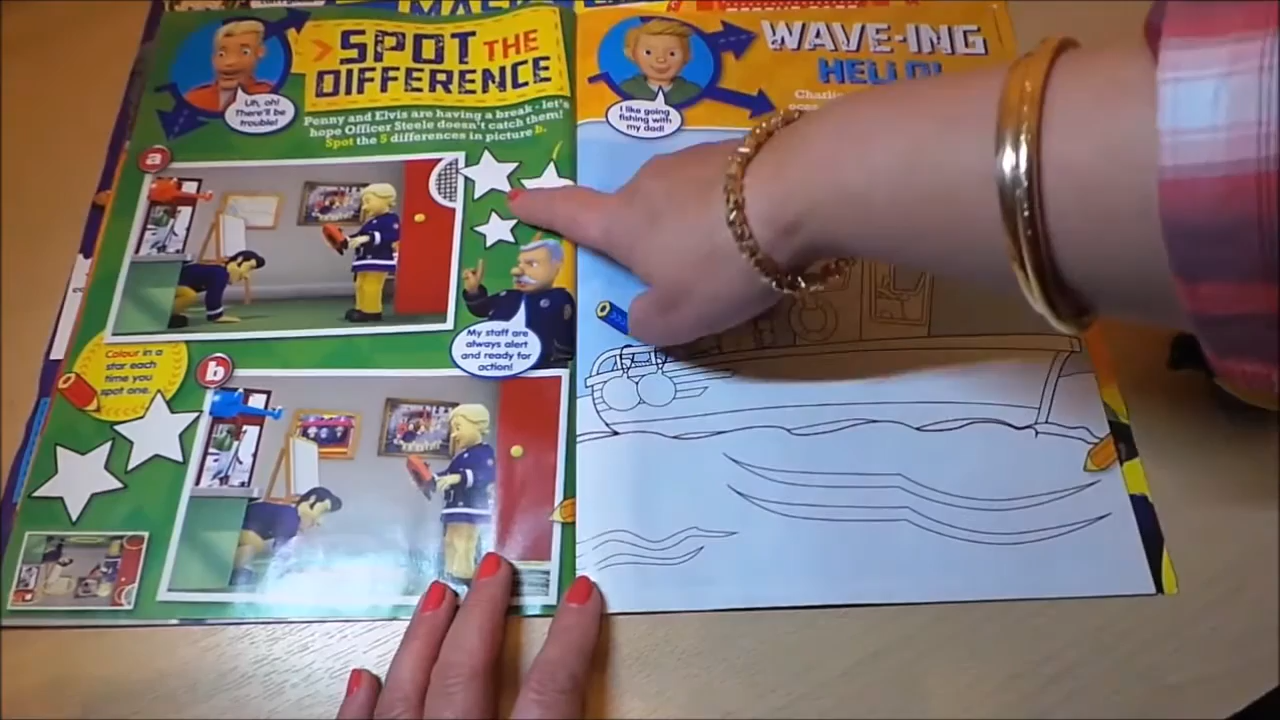 SPOT THE
DIFFERENCE
Uh, oh!
There'll be
trouble!
Penny and Elvis are having a break - let's
hope Officer Steele doesn't catch them!
Spot the 5 differences in picture b.
a
My staff are
always alert
and ready for
action!
Colour in a
star each
time you
spot one.
b
WAVE-ING
HELLO!
I like going
fishing with
my dad!
Charlie